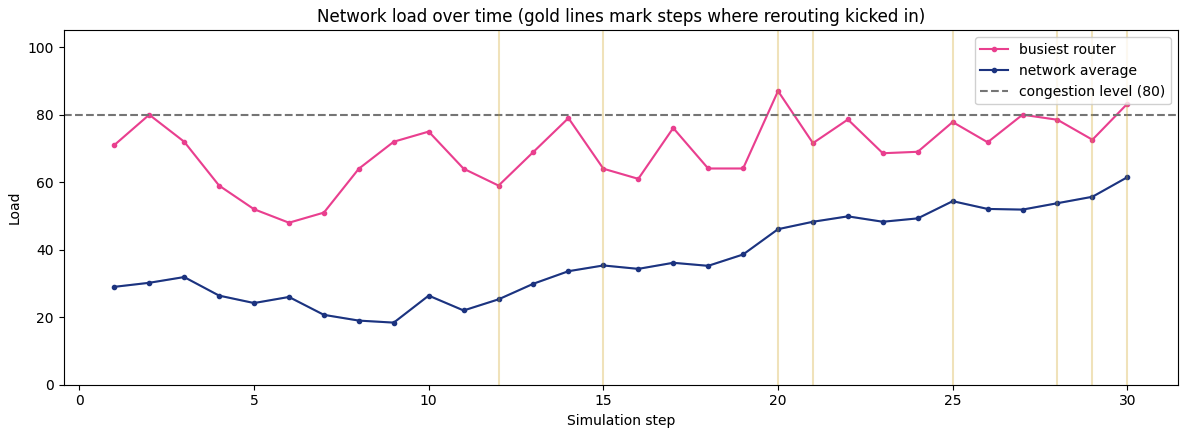 Network load over time (gold lines mark steps where rerouting kicked in)
100
80
60
40
20
0
Load
busiest router
network average
congestion level (80)
0 5 10 15 20 25 30
Simulation step